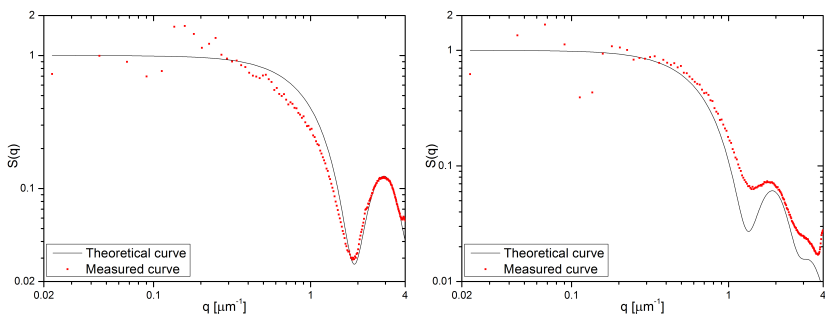 2
1
0.1
0.02
S(q)
Theoretical curve
Measured curve
0.02
0.1
1
4
q [μm⁻¹]
2
1
0.1
0.01
S(q)
Theoretical curve
Measured curve
0.02
0.1
1
4
q [μm⁻¹]